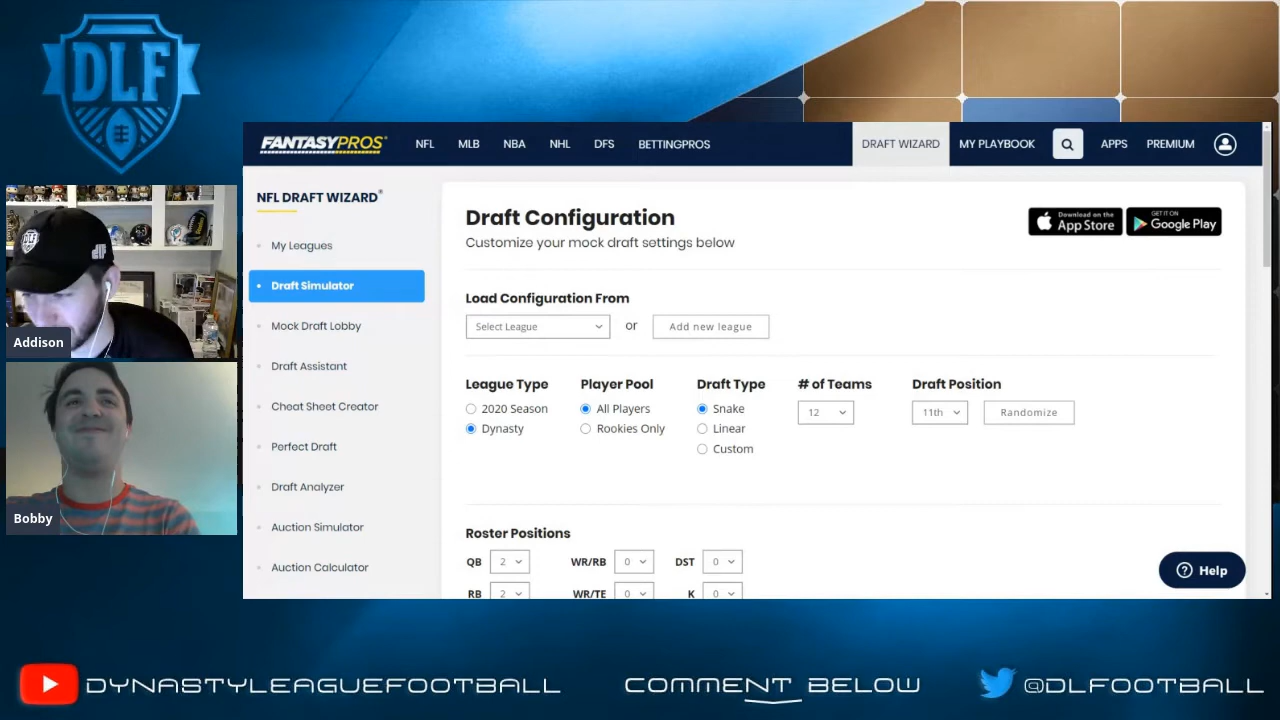 DLF
FANTASYPROS NFL MLB NBA NHL DFS BETTINGPROS DRAFT WIZARD MY PLAYBOOK APPS PREMIUM
NFL DRAFT WIZARD®
My Leagues
Draft Simulator
Mock Draft Lobby
Draft Assistant
Cheat Sheet Creator
Perfect Draft
Draft Analyzer
Auction Simulator
Auction Calculator
Draft Configuration
Customize your mock draft settings below
Download on the
App Store
GET IT ON
Google Play
Load Configuration From
Select League or Add new league
League Type Player Pool Draft Type # of Teams Draft Position
2020 Season All Players Snake 12 11th Randomize
Dynasty Rookies Only Linear
Custom
Roster Positions
QB 2 WR/RB 0 DST 0
RB 2 WR/TE 0 K 0
Help
DLF
dlf
Addison
Bobby
DYNASTYLEAGUEFOOTBALL COMMENT BELOW @DLFOOTBALL